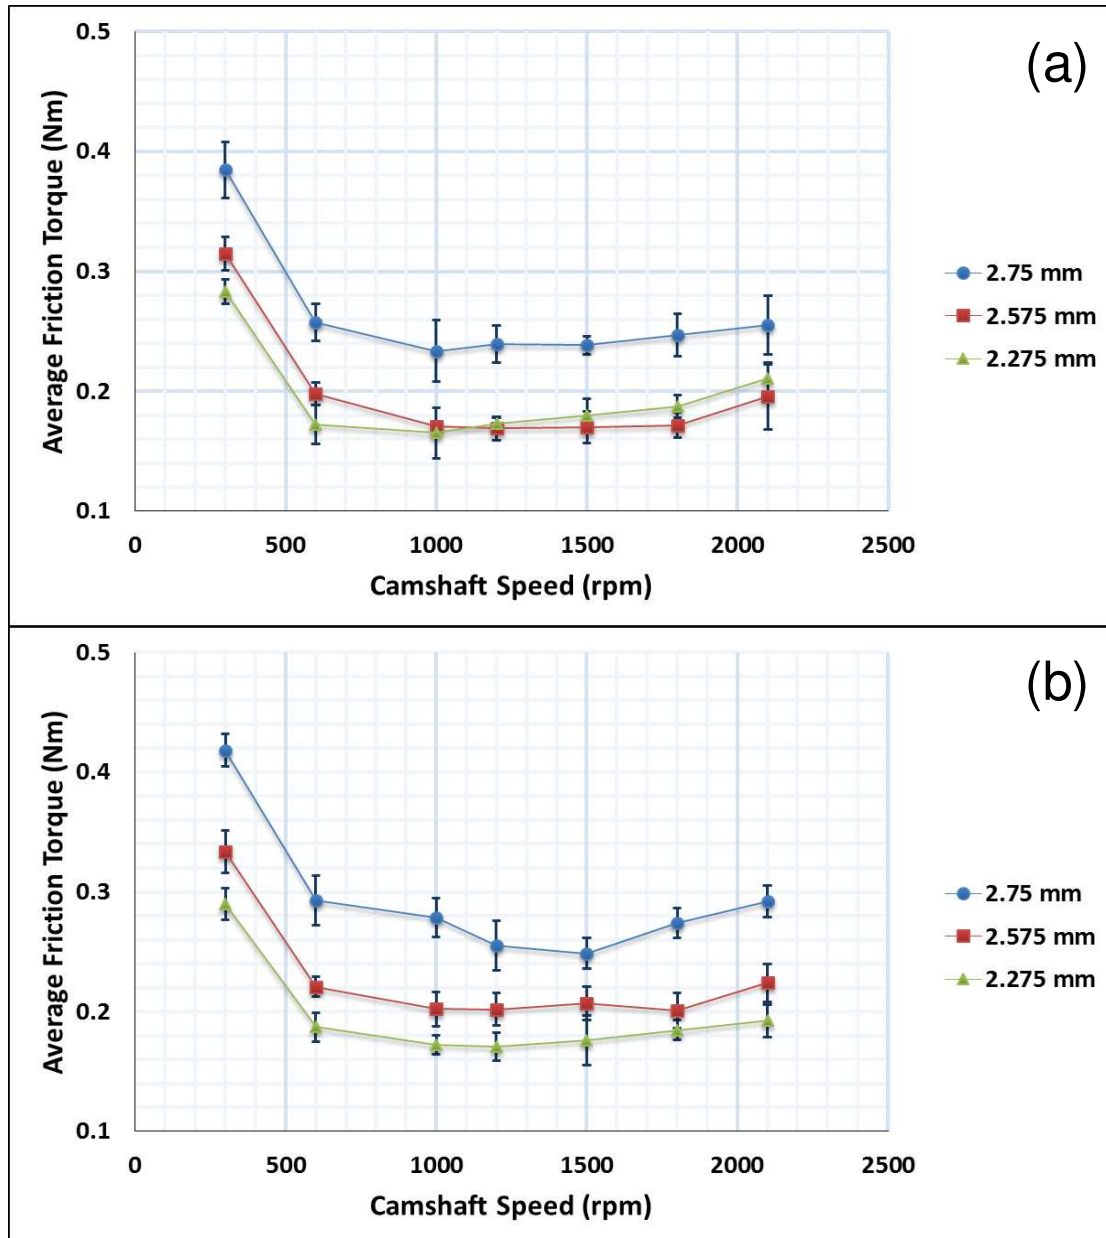 (a)
Average Friction Torque (Nm)
0.5
0.4
0.3
0.2
0.1
0 500 1000 1500 2000 2500
Camshaft Speed (rpm)
2.75 mm
2.575 mm
2.275 mm
(b)
Average Friction Torque (Nm)
0.5
0.4
0.3
0.2
0.1
0 500 1000 1500 2000 2500
Camshaft Speed (rpm)
2.75 mm
2.575 mm
2.275 mm